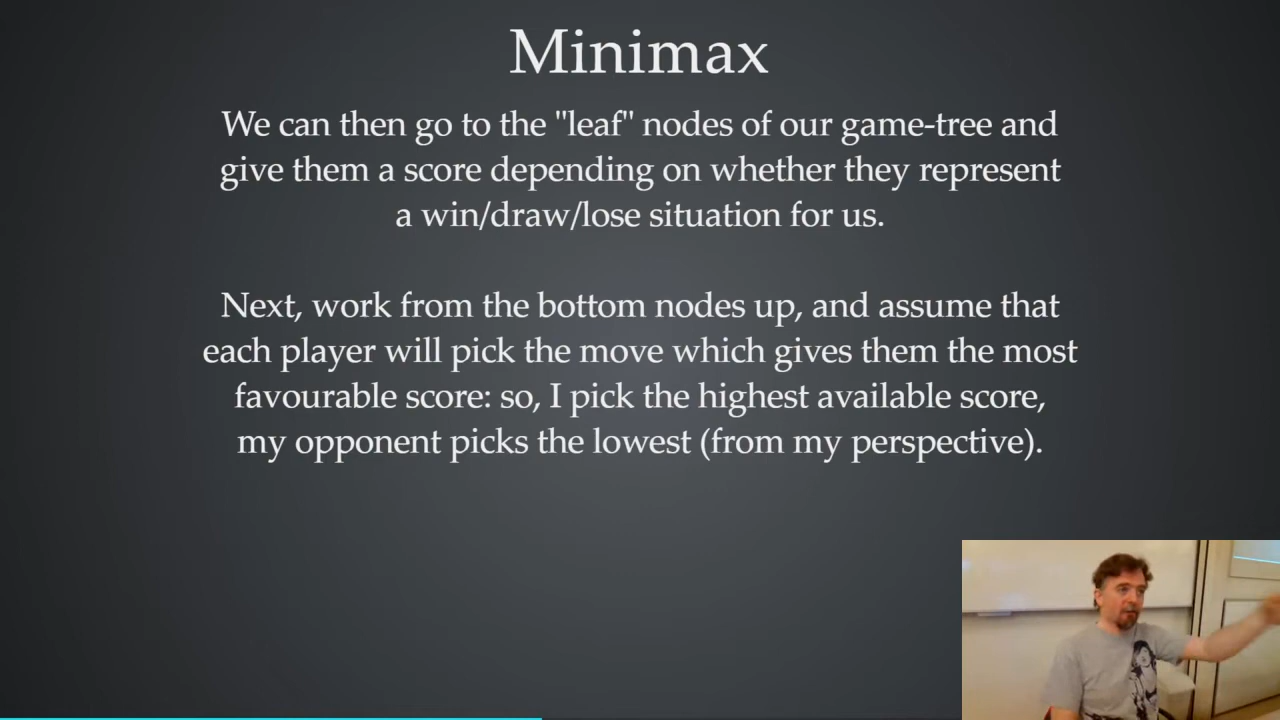 Minimax
We can then go to the "leaf" nodes of our game-tree and
give them a score depending on whether they represent
a win/draw/lose situation for us.
Next, work from the bottom nodes up, and assume that
each player will pick the move which gives them the most
favourable score: so, I pick the highest available score,
my opponent picks the lowest (from my perspective).